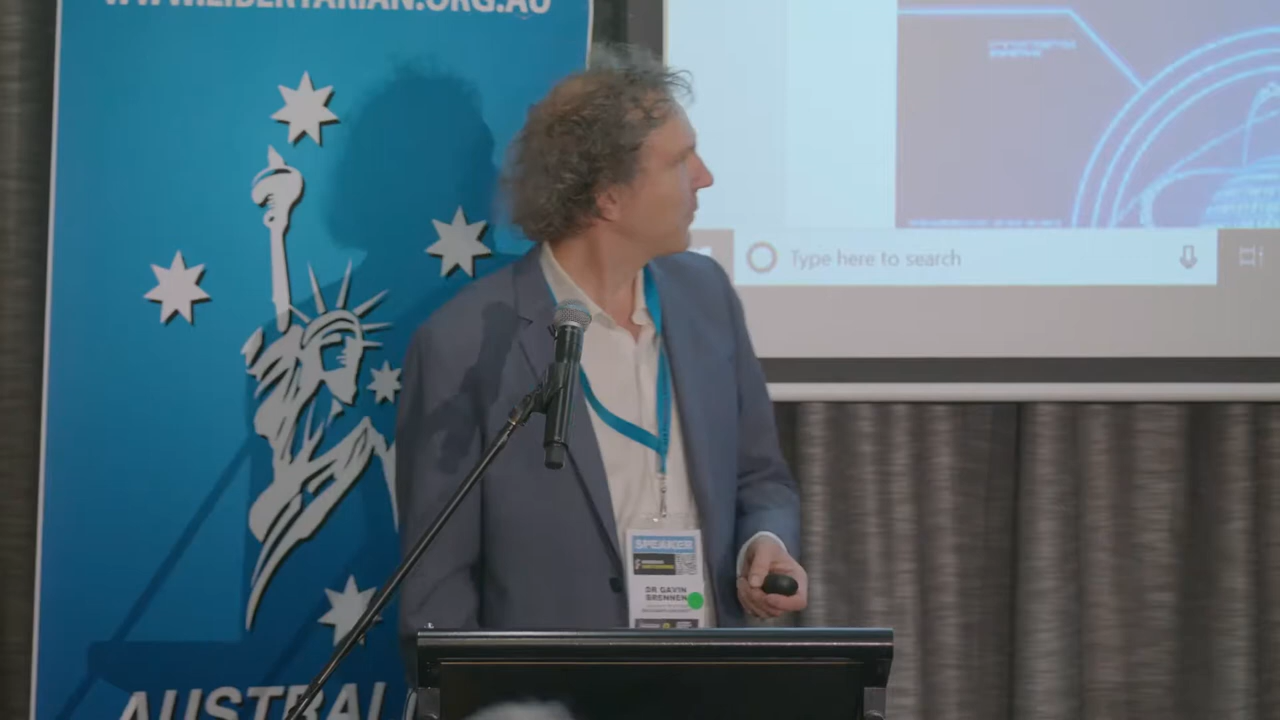 WWW.LIBERTARIAN.ORG.AU
Type here to search
SPEAKER
DR GAVIN
BRENNEN
AUSTRAL